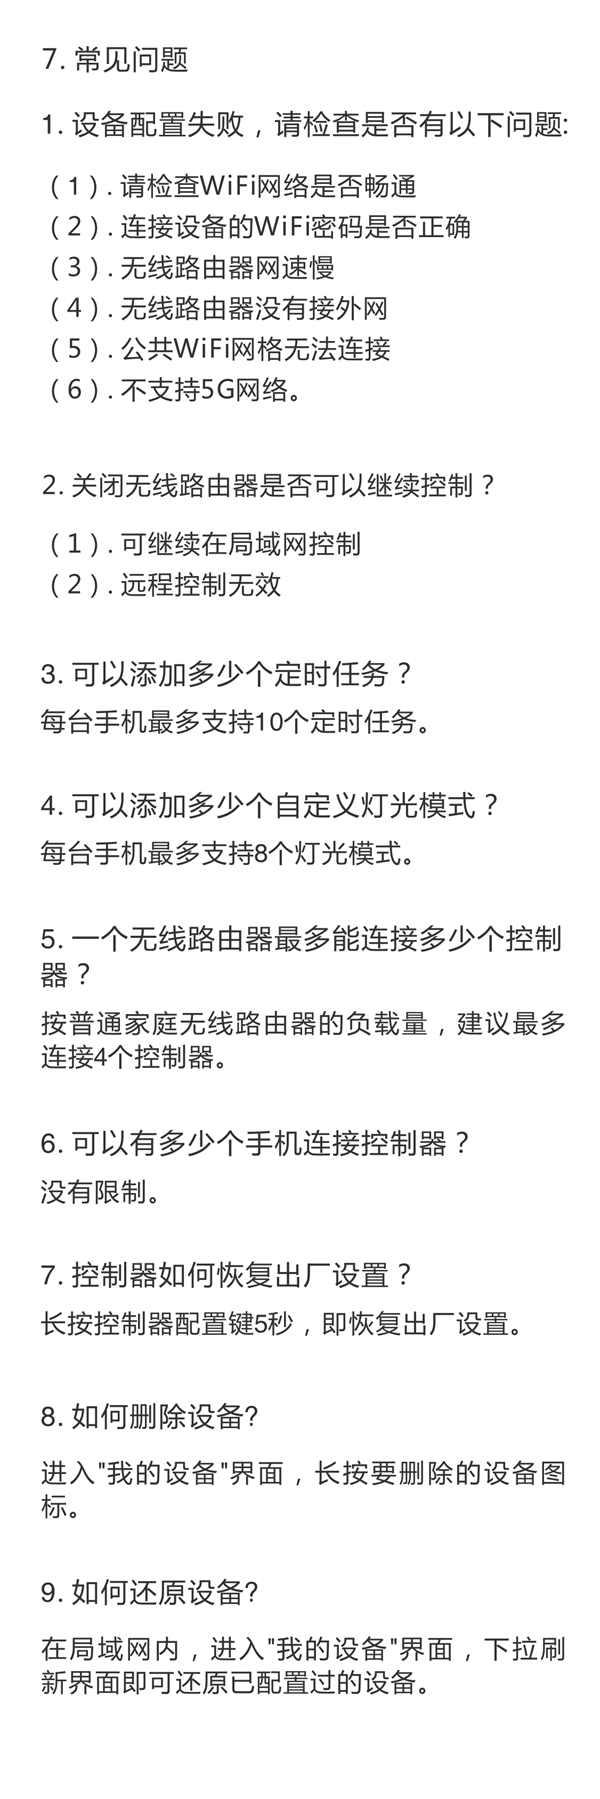 7. 常见问题
1. 设备配置失败，请检查是否有以下问题:
（1）. 请检查WiFi网络是否畅通
（2）. 连接设备的WiFi密码是否正确
（3）. 无线路由器网速慢
（4）. 无线路由器没有接外网
（5）. 公共WiFi网格无法连接
（6）. 不支持5G网络。
2. 关闭无线路由器是否可以继续控制？
（1）. 可继续在局域网控制
（2）. 远程控制无效
3. 可以添加多少个定时任务？
每台手机最多支持10个定时任务。
4. 可以添加多少个自定义灯光模式？
每台手机最多支持8个灯光模式。
5. 一个无线路由器最多能连接多少个控制
器？
按普通家庭无线路由器的负载量，建议最多
连接4个控制器。
6. 可以有多少个手机连接控制器？
没有限制。
7. 控制器如何恢复出厂设置？
长按控制器配置键5秒，即恢复出厂设置。
8. 如何删除设备?
进入"我的设备"界面，长按要删除的设备图
标。
9. 如何还原设备?
在局域网内，进入"我的设备"界面，下拉刷
新界面即可还原已配置过的设备。